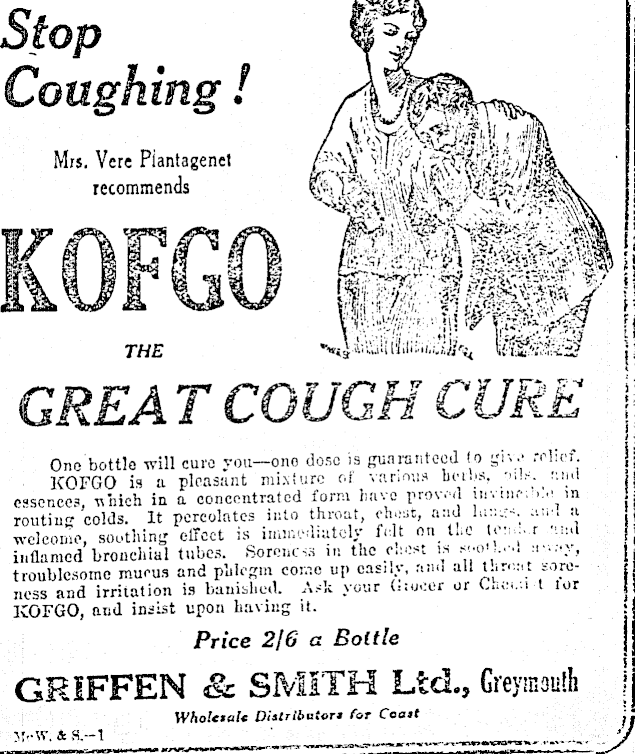 Stop
Coughing!
Mrs. Vere Plantagenet
recommends
KOFGO
THE
GREAT COUGH CURE
One bottle will cure you—one dose is guaranteed to give relief.
KOFGO is a pleasant mixture of various herbs, oils, and
essences, which in a concentrated form have proved invincible in
routing colds. It percolates into throat, chest, and lungs, and a
welcome, soothing effect is immediately felt on the tender and
inflamed bronchial tubes. Soreness in the chest is soothed away,
troublesome mucus and phlegm come up easily, and all throat sore-
ness and irritation is banished. Ask your Grocer or Chemist for
KOFGO, and insist upon having it.
Price 2/6 a Bottle
GRIFFEN & SMITH Ltd., Greymouth
Wholesale Distributors for Coast
McW. & S.—1